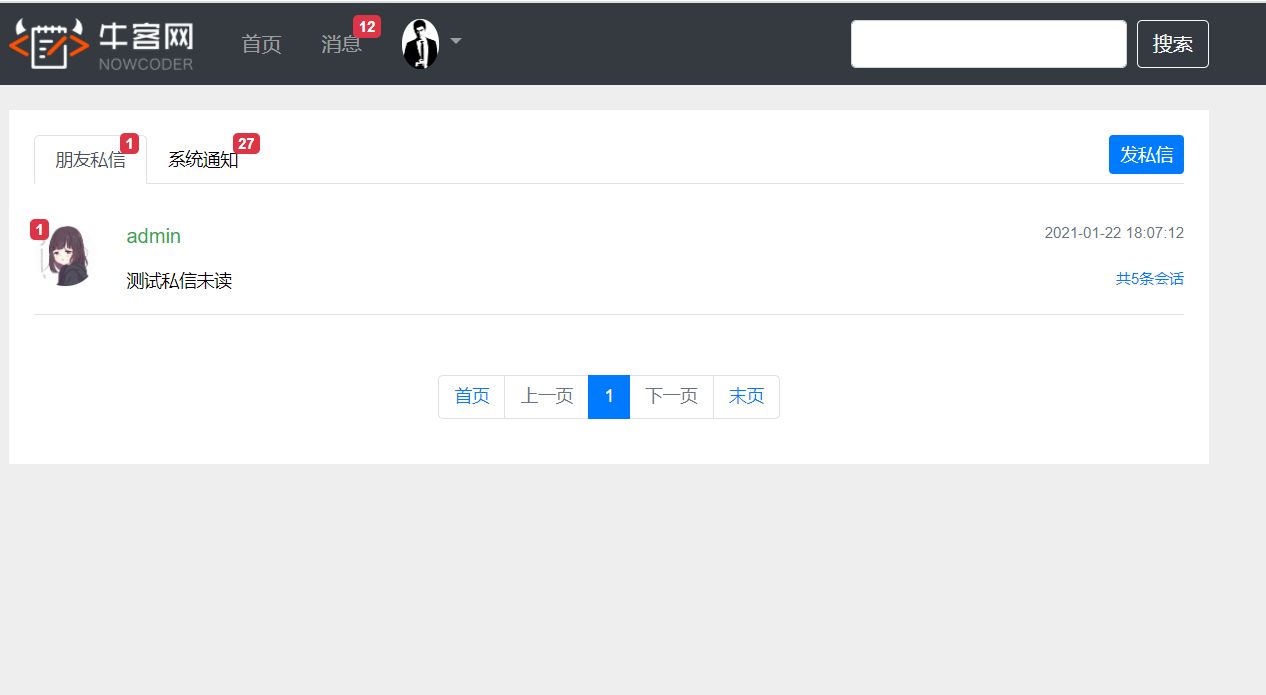 牛客网
NOWCODER
首页
消息
12
搜索
朋友私信
1
系统通知
27
发私信
1
admin
2021-01-22 18:07:12
测试私信未读
共5条会话
首页
上一页
1
下一页
末页